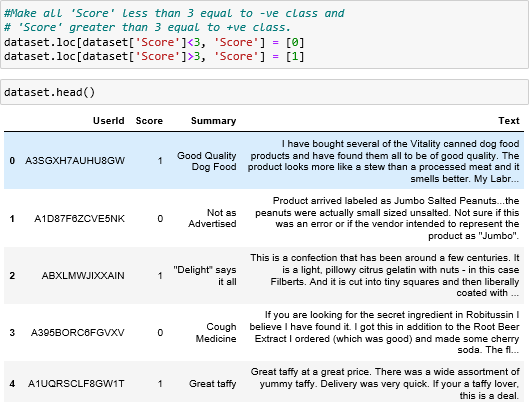 #Make all 'Score' less than 3 equal to -ve class and
# 'Score' greater than 3 equal to +ve class.
dataset.loc[dataset['Score']<3, 'Score'] = [0]
dataset.loc[dataset['Score']>3, 'Score'] = [1]
dataset.head()
UserId Score Summary Text
0 A3SGXH7AUHU8GW 1 Good Quality Dog Food I have bought several of the Vitality canned dog food
products and have found them all to be of good quality. The
product looks more like a stew than a processed meat and it
smells better. My Labr...
1 A1D87F6ZCVE5NK 0 Not as Advertised Product arrived labeled as Jumbo Salted Peanuts...the
peanuts were actually small sized unsalted. Not sure if this
was an error or if the vendor intended to represent the
product as "Jumbo".
2 ABXLMWJIXXAIN 1 "Delight" says it all This is a confection that has been around a few centuries. It
is a light, pillowy citrus gelatin with nuts - in this case
Filberts. And it is cut into tiny squares and then liberally
coated with ...
3 A395BORC6FGVXV 0 Cough Medicine If you are looking for the secret ingredient in Robitussin I
believe I have found it. I got this in addition to the Root Beer
Extract I ordered (which was good) and made some cherry
soda. The fl...
4 A1UQRSCLF8GW1T 1 Great taffy Great taffy at a great price. There was a wide assortment of
yummy taffy. Delivery was very quick. If your a taffy lover,
this is a deal.